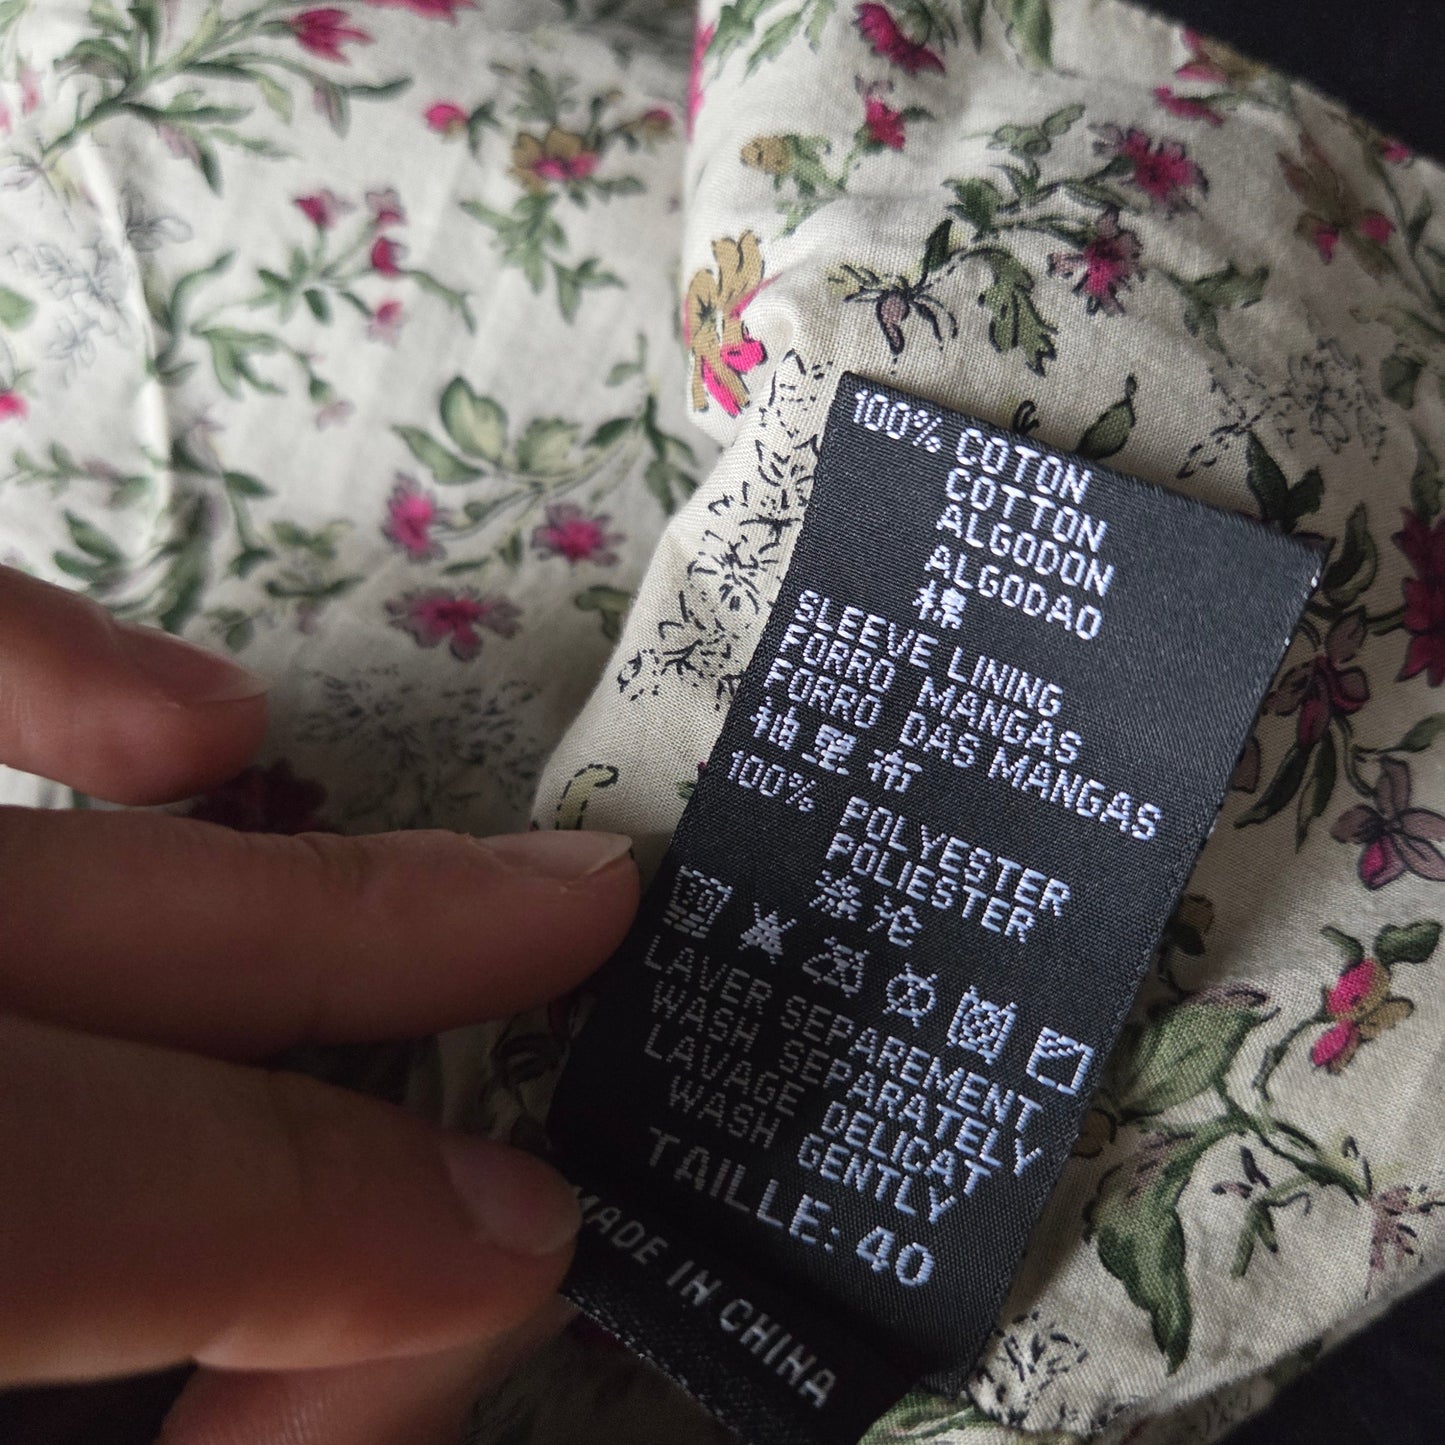 100% COTON
COTTON
ALGODON
ALGODAO
棉
SLEEVE LINING
FORRO MANGAS
FORRO DAS MANGAS
袖里布
100% POLYESTER
POLIESTER
涤沦
LAVER SEPAREMENT
WASH SEPARATELY
LAVAGE DELICAT
WASH GENTLY
TAILLE: 40
MADE IN CHINA